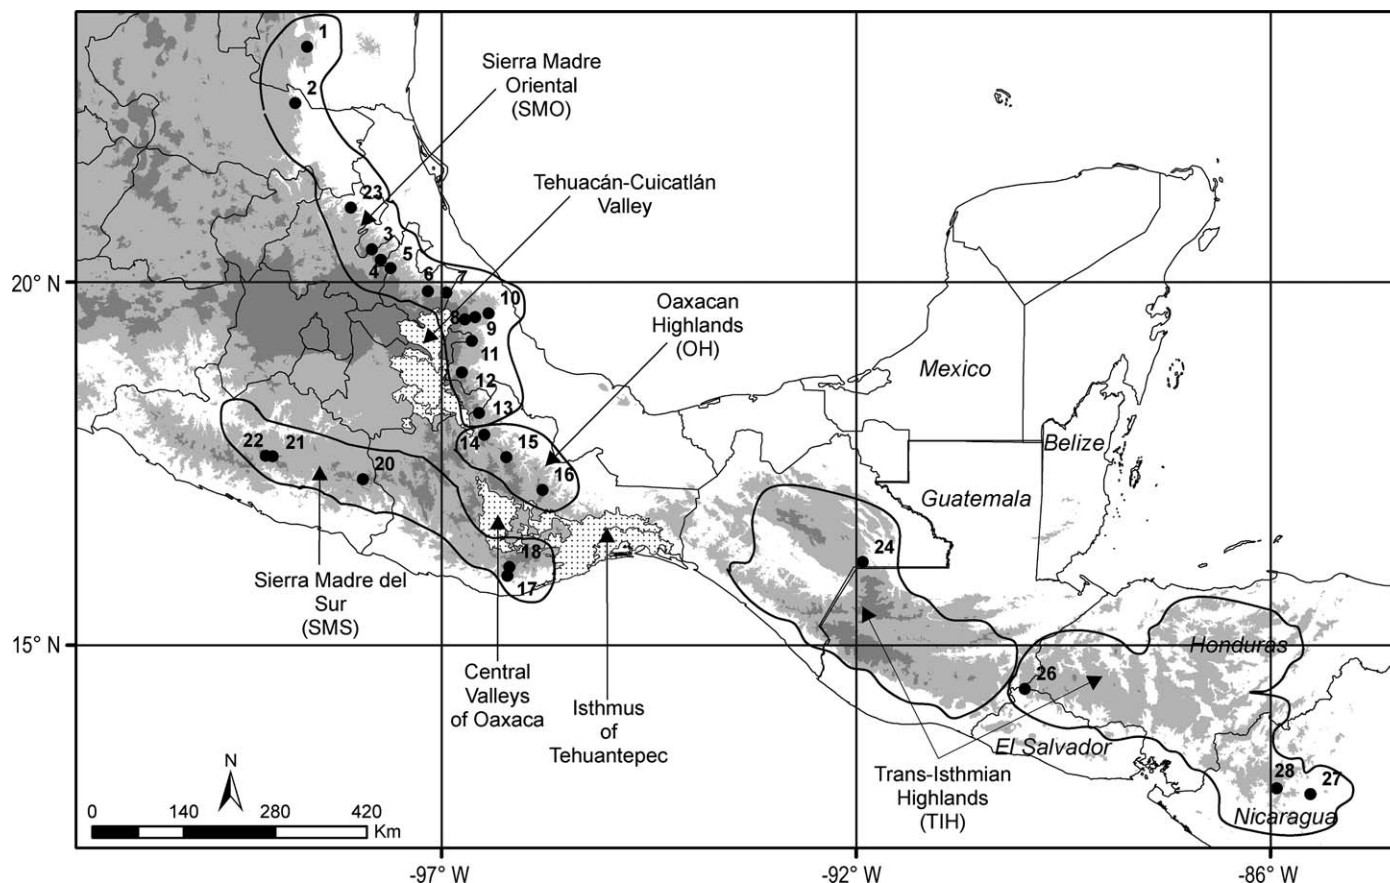 1
Sierra Madre
Oriental
(SMO)
2
Tehuacán-Cuicatlán
Valley
23
3
5
4
20° N
6
7
10
Oaxacan
Highlands
(OH)
8
9
11
Mexico
12
13
14
15
Belize
22
21
20
16
Guatemala
24
18
17
Sierra Madre del
Sur
(SMS)
15° N
Honduras
Central
Valleys
of Oaxaca
26
Isthmus
of
Tehuantepec
El Salvador
N
Trans-Isthmian
Highlands
(TIH)
28
27
Nicaragua
0 140 280 420
Km
-97° W
-92° W
-86° W